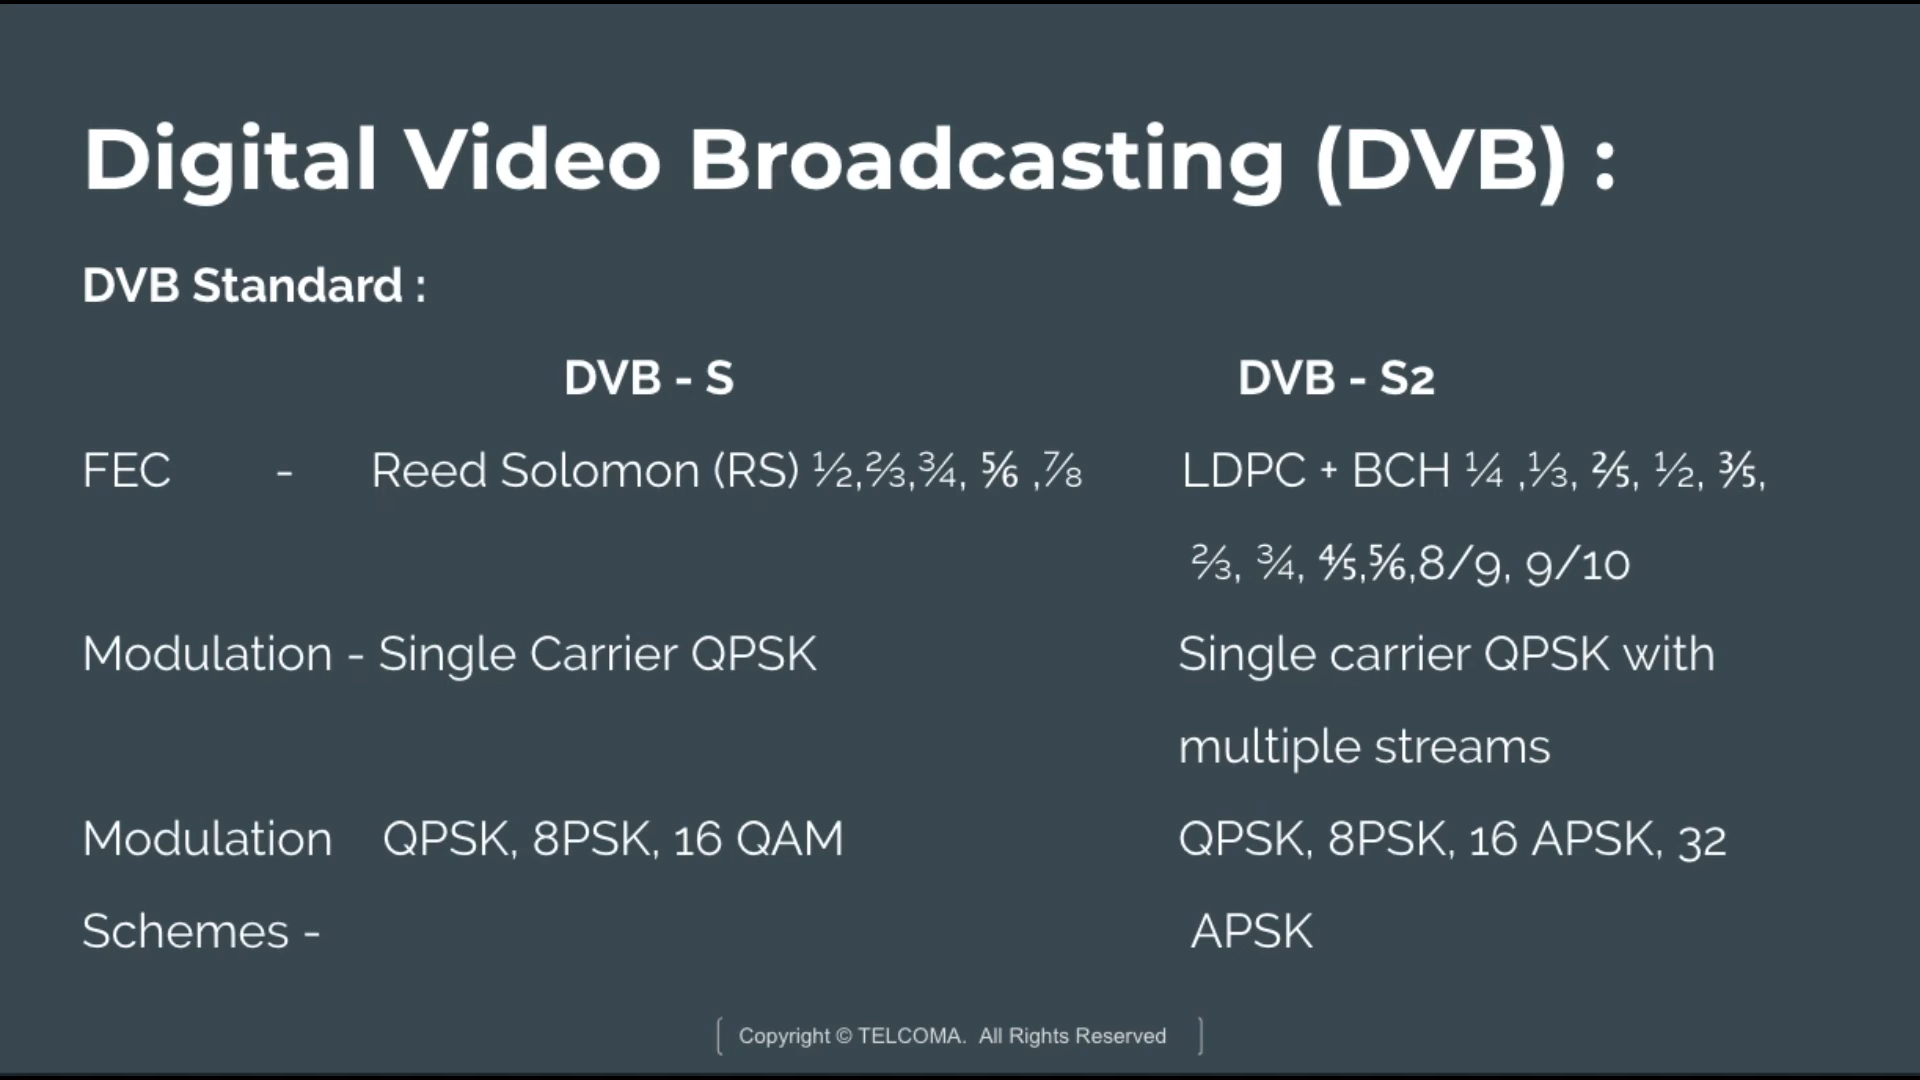 Digital Video Broadcasting (DVB) :
DVB Standard :
DVB - S DVB - S2
FEC - Reed Solomon (RS) ½,⅔,¾, ⅚ ,⅞ LDPC + BCH ¼ ,⅓, ⅖, ½, ⅗,
⅔, ¾, ⅘,⅚,8/9, 9/10
Modulation - Single Carrier QPSK Single carrier QPSK with
multiple streams
Modulation QPSK, 8PSK, 16 QAM QPSK, 8PSK, 16 APSK, 32
Schemes - APSK
Copyright © TELCOMA. All Rights Reserved